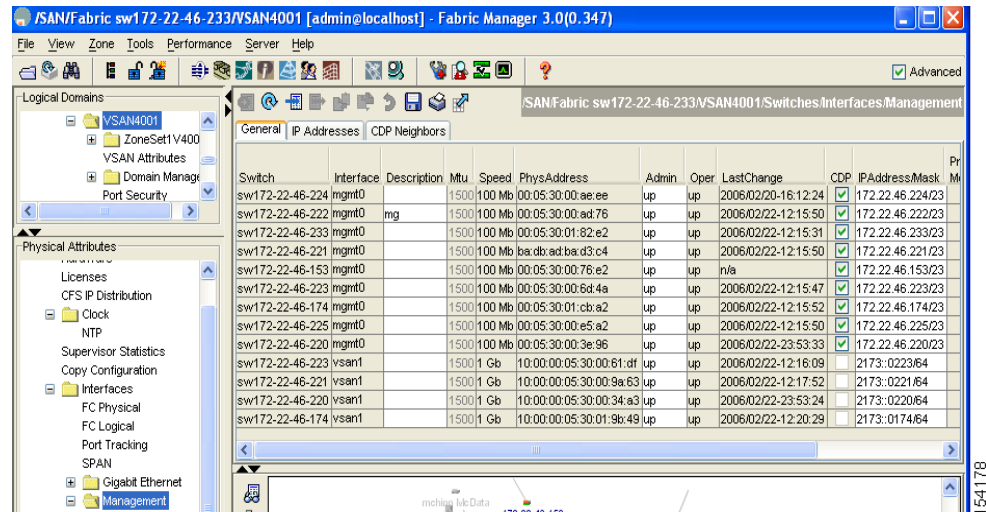 /SAN/Fabric sw172-22-46-233/VSAN4001 [admin@localhost] - Fabric Manager 3.0(0.347)
File View Zone Tools Performance Server Help
Advanced
Logical Domains
VSAN4001
ZoneSet1V400
VSAN Attributes
Domain Manage
Port Security
Physical Attributes
Hardware
Licenses
CFS IP Distribution
Clock
NTP
Supervisor Statistics
Copy Configuration
Interfaces
FC Physical
FC Logical
Port Tracking
SPAN
Gigabit Ethernet
Management
/SAN/Fabric sw172-22-46-233/VSAN4001/Switches/Interfaces/Management
General IP Addresses CDP Neighbors
Pr
Switch Interface Description Mtu Speed PhysAddress Admin Oper LastChange CDP IPAddress/Mask M
sw172-22-46-224 mgmt0 1500 100 Mb 00:05:30:00:ae:ee up up 2006/02/20-16:12:24 172.22.46.224/23
sw172-22-46-222 mgmt0 mg 1500 100 Mb 00:05:30:00:ad:76 up up 2006/02/22-12:15:50 172.22.46.222/23
sw172-22-46-233 mgmt0 1500 100 Mb 00:05:30:01:82:e2 up up 2006/02/22-12:15:31 172.22.46.233/23
sw172-22-46-221 mgmt0 1500 100 Mb ba:db:ad:ba:d3:c4 up up 2006/02/22-12:15:50 172.22.46.221/23
sw172-22-46-153 mgmt0 1500 100 Mb 00:05:30:00:76:e2 up up n/a 172.22.46.153/23
sw172-22-46-223 mgmt0 1500 100 Mb 00:05:30:00:6d:4a up up 2006/02/22-12:15:47 172.22.46.223/23
sw172-22-46-174 mgmt0 1500 100 Mb 00:05:30:01:cb:a2 up up 2006/02/22-12:15:52 172.22.46.174/23
sw172-22-46-225 mgmt0 1500 100 Mb 00:05:30:00:e5:a2 up up 2006/02/22-12:15:50 172.22.46.225/23
sw172-22-46-220 mgmt0 1500 100 Mb 00:05:30:00:3e:96 up up 2006/02/22-23:53:33 172.22.46.220/23
sw172-22-46-223 vsan1 1500 1 Gb 10:00:00:05:30:00:61:df up up 2006/02/22-12:16:09 2173::0223/64
sw172-22-46-221 vsan1 1500 1 Gb 10:00:00:05:30:00:9a:63 up up 2006/02/22-12:17:52 2173::0221/64
sw172-22-46-220 vsan1 1500 1 Gb 10:00:00:05:30:00:34:a3 up up 2006/02/22-23:53:24 2173::0220/64
sw172-22-46-174 vsan1 1500 1 Gb 10:00:00:05:30:01:9b:49 up up 2006/02/22-12:20:29 2173::0174/64
154178